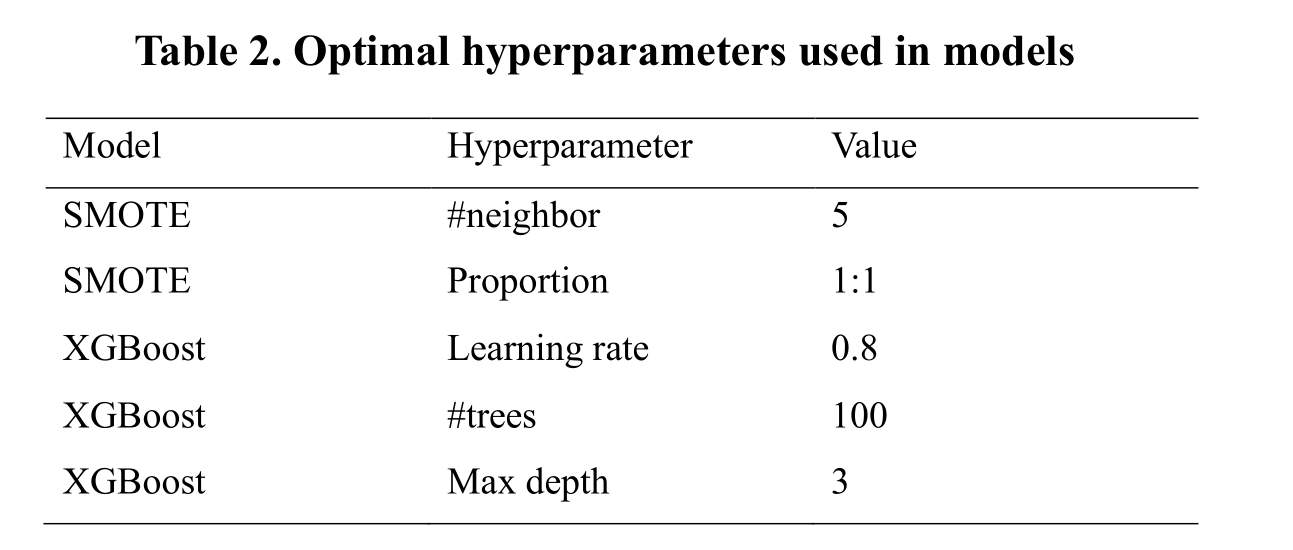 Table 2. Optimal hyperparameters used in models
Model Hyperparameter Value
SMOTE #neighbor 5
SMOTE Proportion 1:1
XGBoost Learning rate 0.8
XGBoost #trees 100
XGBoost Max depth 3